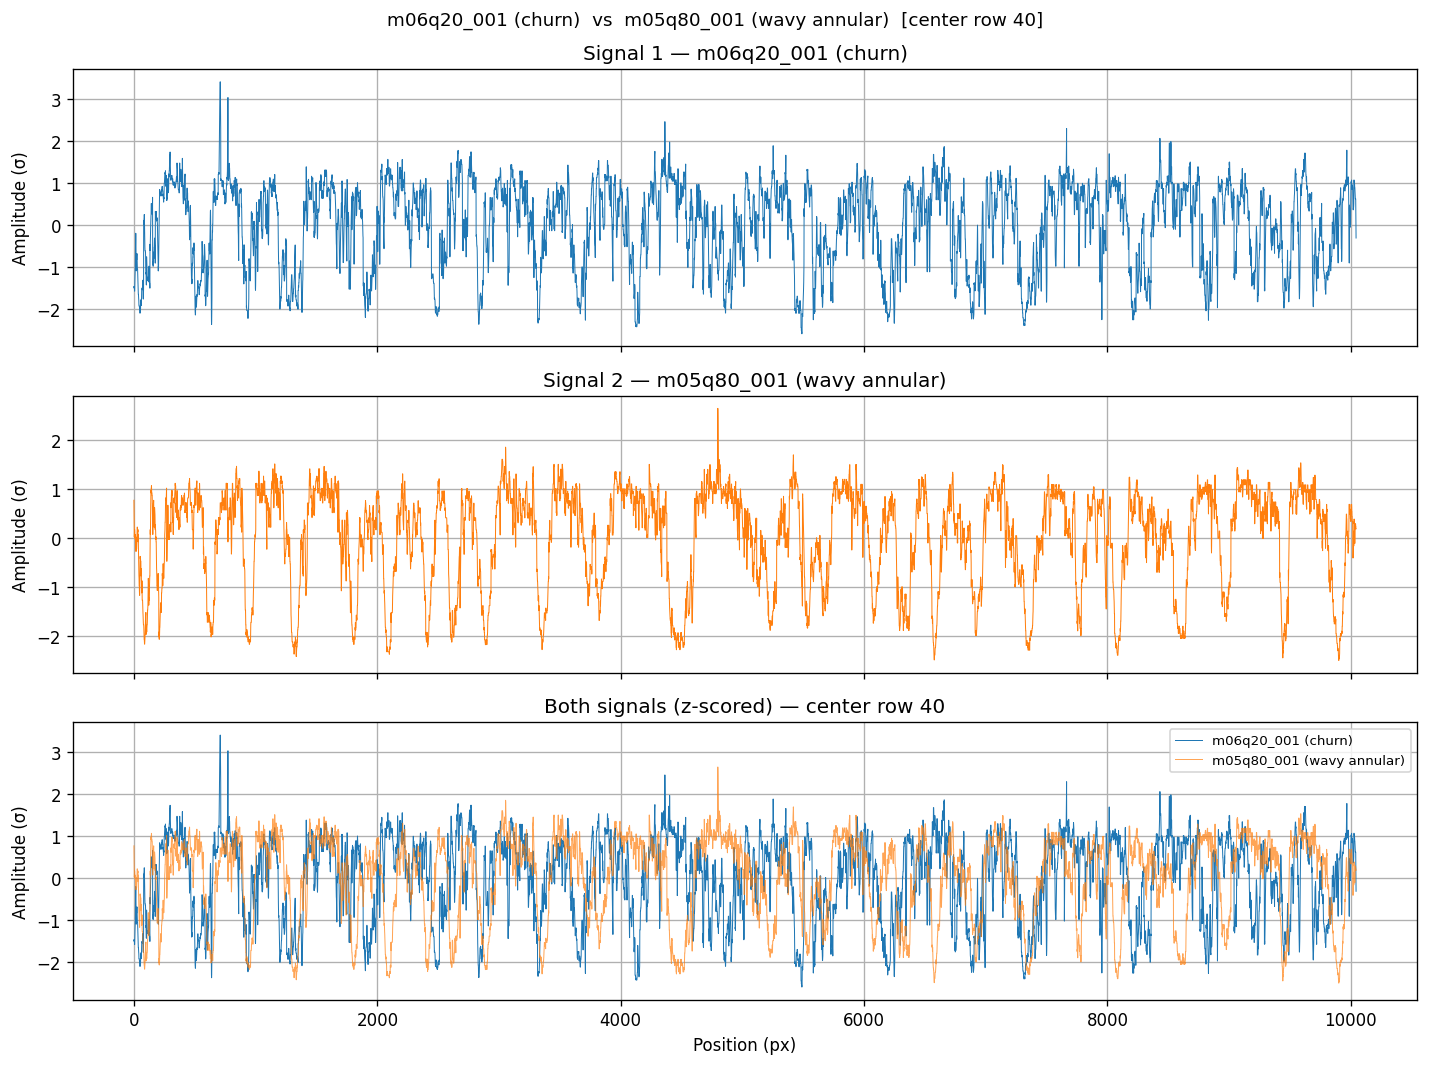 m06q20_001 (churn)  vs  m05q80_001 (wavy annular)  [center row 40]
Signal 1 — m06q20_001 (churn)
Amplitude (σ)
3
2
1
0
−1
−2
Signal 2 — m05q80_001 (wavy annular)
Amplitude (σ)
2
1
0
−1
−2
Both signals (z-scored) — center row 40
Amplitude (σ)
3
2
1
0
−1
−2
m06q20_001 (churn)
m05q80_001 (wavy annular)
0 2000 4000 6000 8000 10000
Position (px)